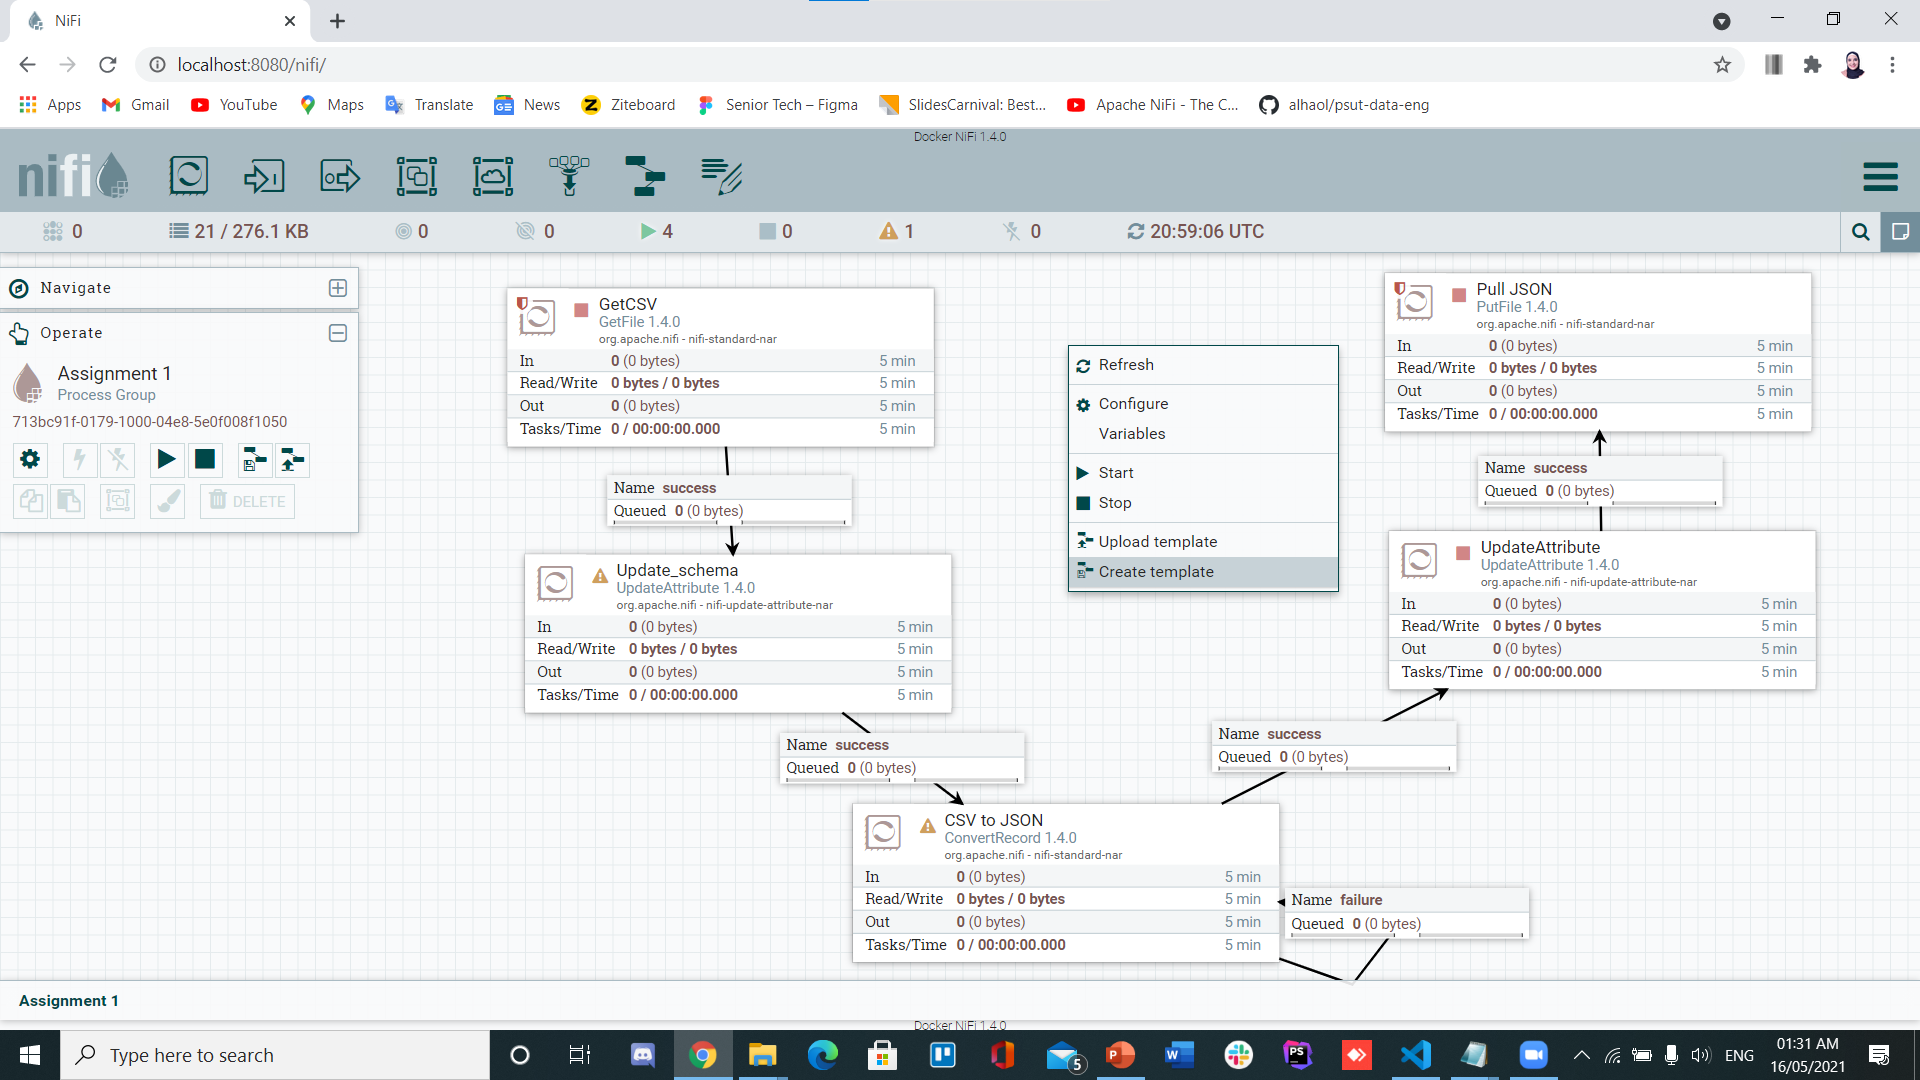 NiFi
localhost:8080/nifi/
Apps Gmail YouTube Maps Translate News Ziteboard Senior Tech – Figma SlidesCarnival: Best... Apache NiFi - The C... alhaol/psut-data-eng
Docker NiFi 1.4.0
nifi
0 21 / 276.1 KB 0 0 4 0 1 0 20:59:06 UTC
Navigate
Operate
Assignment 1
Process Group
713bc91f-0179-1000-04e8-5e0f008f1050
DELETE
GetCSV
GetFile 1.4.0
org.apache.nifi - nifi-standard-nar
In 0 (0 bytes) 5 min
Read/Write 0 bytes / 0 bytes 5 min
Out 0 (0 bytes) 5 min
Tasks/Time 0 / 00:00:00.000 5 min
Name success
Queued 0 (0 bytes)
Update_schema
UpdateAttribute 1.4.0
org.apache.nifi - nifi-update-attribute-nar
In 0 (0 bytes) 5 min
Read/Write 0 bytes / 0 bytes 5 min
Out 0 (0 bytes) 5 min
Tasks/Time 0 / 00:00:00.000 5 min
Name success
Queued 0 (0 bytes)
CSV to JSON
ConvertRecord 1.4.0
org.apache.nifi - nifi-standard-nar
In 0 (0 bytes) 5 min
Read/Write 0 bytes / 0 bytes 5 min
Out 0 (0 bytes) 5 min
Tasks/Time 0 / 00:00:00.000 5 min
Name failure
Queued 0 (0 bytes)
Name success
Queued 0 (0 bytes)
UpdateAttribute
UpdateAttribute 1.4.0
org.apache.nifi - nifi-update-attribute-nar
In 0 (0 bytes) 5 min
Read/Write 0 bytes / 0 bytes 5 min
Out 0 (0 bytes) 5 min
Tasks/Time 0 / 00:00:00.000 5 min
Name success
Queued 0 (0 bytes)
Pull JSON
PutFile 1.4.0
org.apache.nifi - nifi-standard-nar
In 0 (0 bytes) 5 min
Read/Write 0 bytes / 0 bytes 5 min
Out 0 (0 bytes) 5 min
Tasks/Time 0 / 00:00:00.000 5 min
Refresh
Configure
Variables
Start
Stop
Upload template
Create template
Assignment 1
Docker NiFi 1.4.0
Type here to search
5
ENG
01:31 AM
16/05/2021